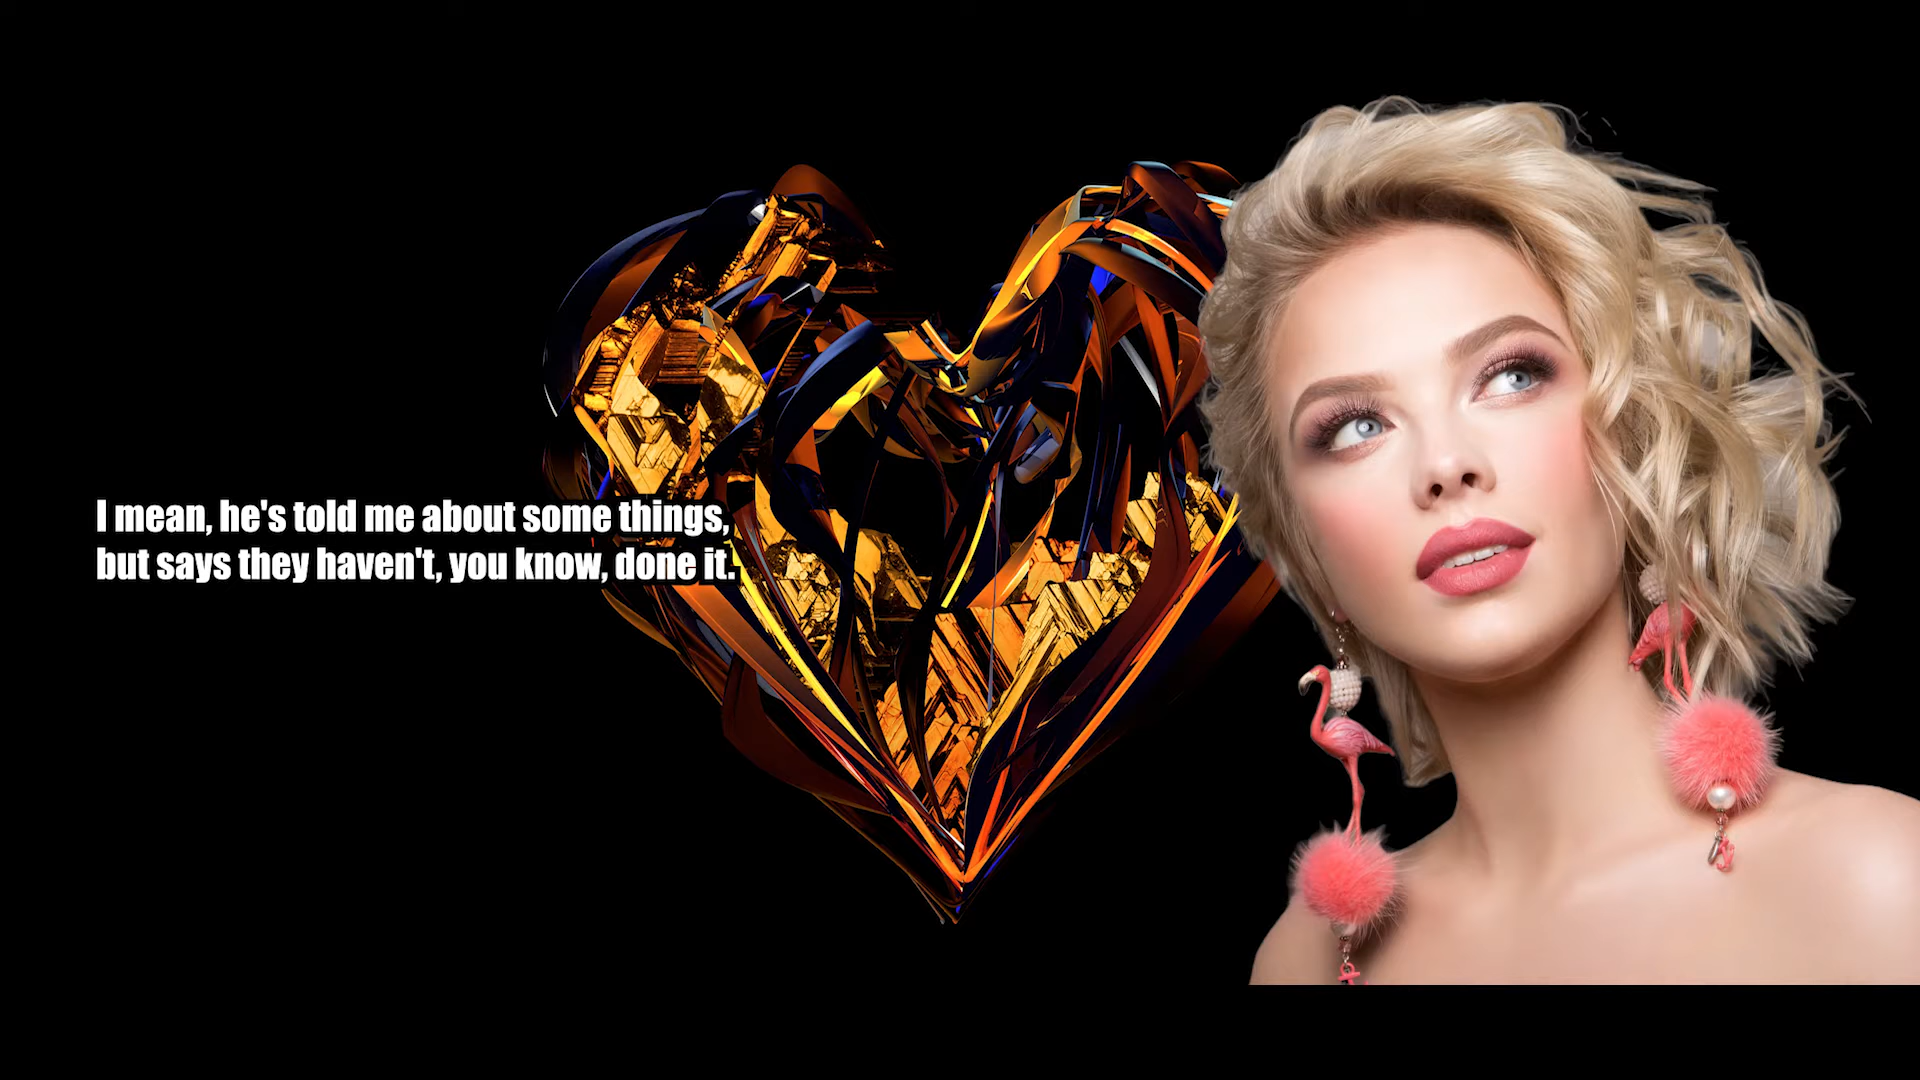 I mean, he's told me about some things,
but says they haven't, you know, done it.